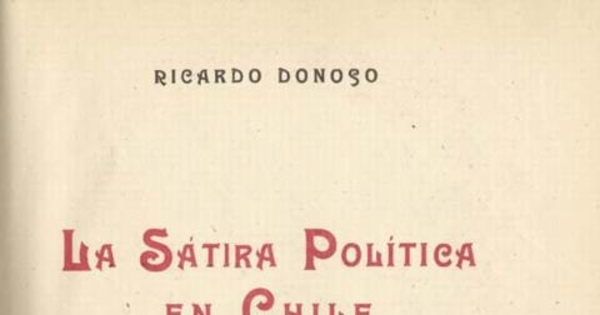 RICARDO DONOSO
LA SÁTIRA POLÍTICA
EN CHILE